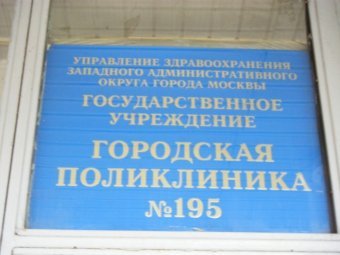 УПРАВЛЕНИЕ ЗДРАВООХРАНЕНИЯ
ЗАПАДНОГО АДМИНИСТРАТИВНОГО
ОКРУГА ГОРОДА МОСКВЫ
ГОСУДАРСТВЕННОЕ
УЧРЕЖДЕНИЕ
ГОРОДСКАЯ
ПОЛИКЛИНИКА
№195